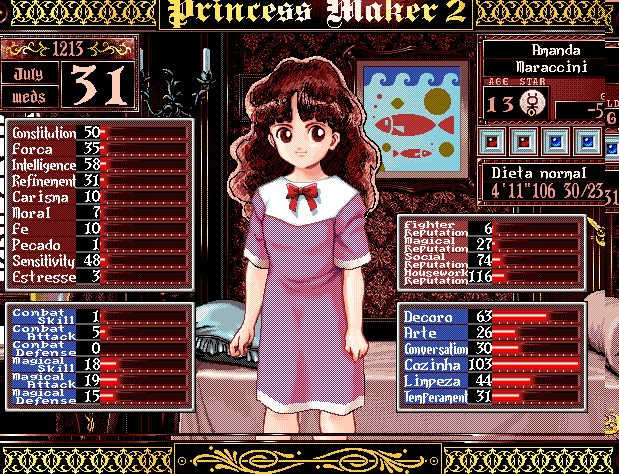 Princess Maker 2
1213
July
31
weds
Amanda
Maraccini
AGE STAR
13
-5
G
Dieta normal
4'11"106 30/23
31
Constitution 50
Forca 35
Intelligence 58
Refinement 31
Carisma 10
Moral 7
Fe 10
Pecado 1
Sensitivity 48
Estresse 3
fighter
Reputation 6
Magical
Reputation 27
Social
Reputation 74
Housework
Reputation 116
Combat
Skill 1
Combat
Attack 5
Combat
Defense 0
Magical
Skill 18
Magical
Attack 19
Magical
Defense 15
Decoro 63
Arte 26
Conversation 30
Cozinha 103
Limpeza 44
Temperament 31